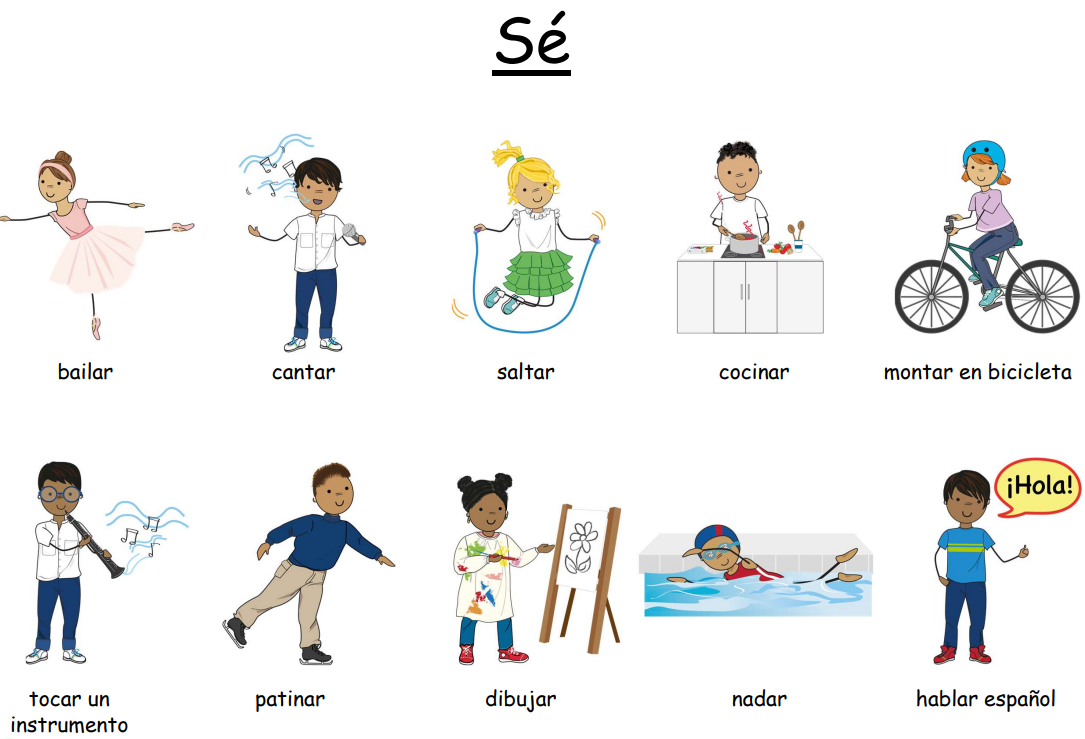 Sé
bailar
cantar
saltar
cocinar
montar en bicicleta
¡Hola!
tocar un
instrumento
patinar
dibujar
nadar
hablar español